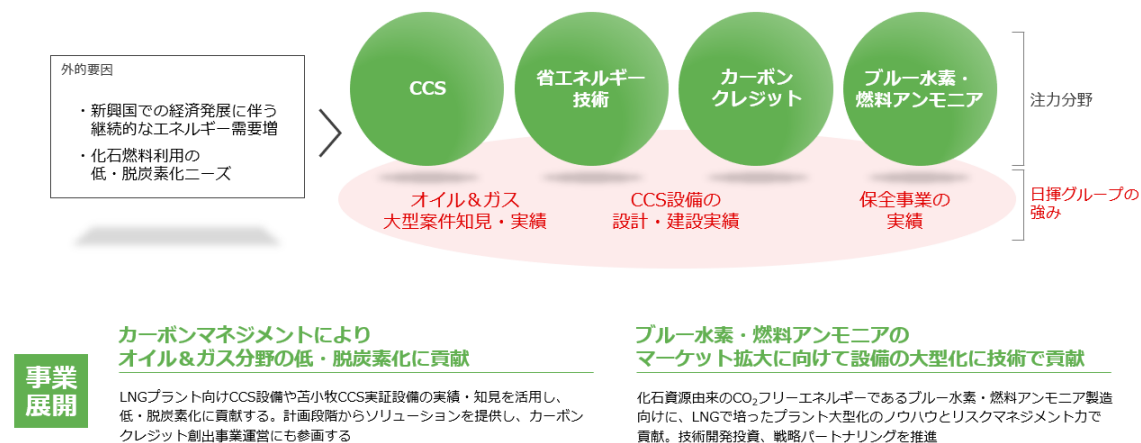 外的要因
・新興国での経済発展に伴う
継続的なエネルギー需要増
・化石燃料利用の
低・脱炭素化ニーズ
CCS
省エネルギー
技術
カーボン
クレジット
ブルー水素・
燃料アンモニア
注力分野
オイル＆ガス
大型案件知見・実績
CCS設備の
設計・建設実績
保全事業の
実績
日揮グループの
強み
事業
展開
カーボンマネジメントにより
オイル＆ガス分野の低・脱炭素化に貢献
LNGプラント向けCCS設備や苫小牧CCS実証設備の実績・知見を活用し、
低・脱炭素化に貢献する。計画段階からソリューションを提供し、カーボン
クレジット創出事業運営にも参画する
ブルー水素・燃料アンモニアの
マーケット拡大に向けて設備の大型化に技術で貢献
化石資源由来のCO₂フリーエネルギーであるブルー水素・燃料アンモニア製造
向けに、LNGで培ったプラント大型化のノウハウとリスクマネジメント力で
貢献。技術開発投資、戦略パートナリングを推進